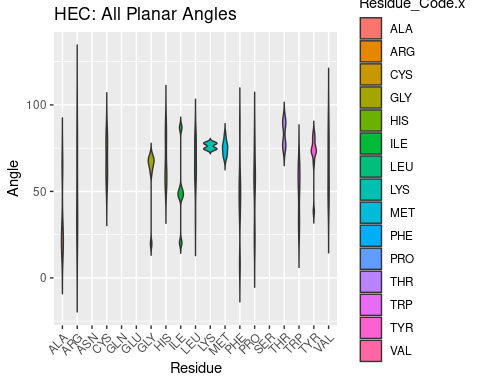 HEC: All Planar Angles
Residue_Code.x
ALA
ARG
CYS
GLY
HIS
ILE
LEU
LYS
MET
PHE
PRO
THR
TRP
TYR
VAL
100
50
0
Angle
ALA
ARG
ASN
CYS
GLN
GLU
GLY
HIS
ILE
LEU
LYS
MET
PHE
PRO
SER
THR
TRP
TYR
VAL
Residue